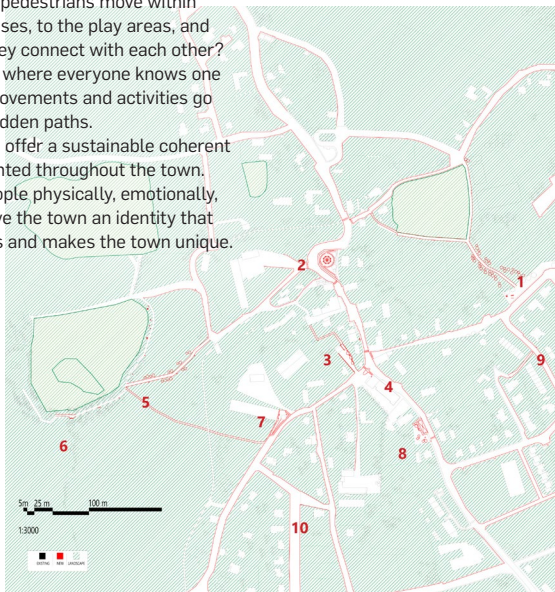 pedestrians move within
ses, to the play areas, and
ey connect with each other?
where everyone knows one
ovements and activities go
dden paths.
offer a sustainable coherent
nted throughout the town.
ople physically, emotionally,
ve the town an identity that
s and makes the town unique.
1
2
3
4
9
5
7
6
8
10
5m 25 m 100 m
1:3000
EXISTING NEW LANDSCAPE